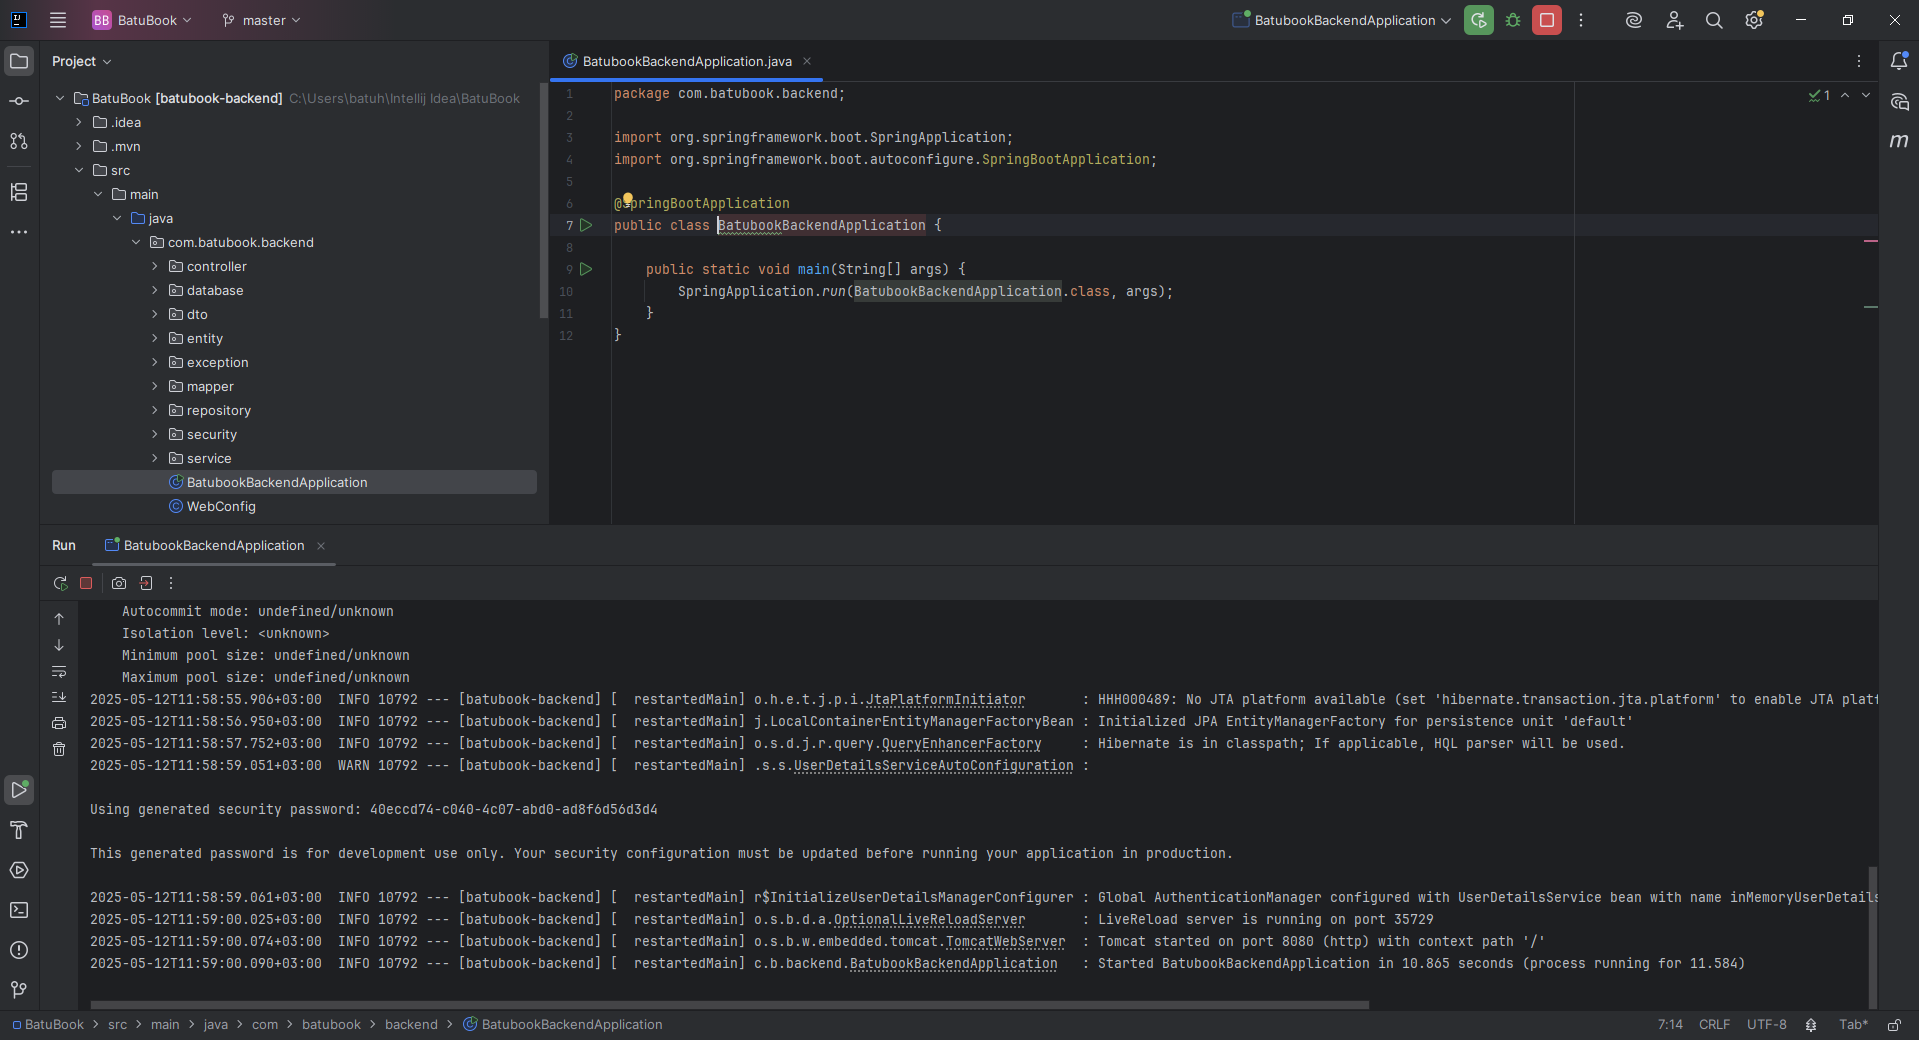 BB BatuBook master BatubookBackendApplication
Project
BatubookBackendApplication.java
BatuBook [batubook-backend] C:\Users\batuh\Intellij Idea\BatuBook
.idea
.mvn
src
main
java
com.batubook.backend
controller
database
dto
entity
exception
mapper
repository
security
service
BatubookBackendApplication
WebConfig
1 package com.batubook.backend;
2
3 import org.springframework.boot.SpringApplication;
4 import org.springframework.boot.autoconfigure.SpringBootApplication;
5
6 @SpringBootApplication
7 public class BatubookBackendApplication {
8
9 public static void main(String[] args) {
10 SpringApplication.run(BatubookBackendApplication.class, args);
11 }
12 }
1
m
Run BatubookBackendApplication
Autocommit mode: undefined/unknown
Isolation level: <unknown>
Minimum pool size: undefined/unknown
Maximum pool size: undefined/unknown
2025-05-12T11:58:55.906+03:00 INFO 10792 --- [batubook-backend] [ restartedMain] o.h.e.t.j.p.i.JtaPlatformInitiator : HHH000489: No JTA platform available (set 'hibernate.transaction.jta.platform' to enable JTA platf
2025-05-12T11:58:56.950+03:00 INFO 10792 --- [batubook-backend] [ restartedMain] j.LocalContainerEntityManagerFactoryBean : Initialized JPA EntityManagerFactory for persistence unit 'default'
2025-05-12T11:58:57.752+03:00 INFO 10792 --- [batubook-backend] [ restartedMain] o.s.d.j.r.query.QueryEnhancerFactory : Hibernate is in classpath; If applicable, HQL parser will be used.
2025-05-12T11:58:59.051+03:00 WARN 10792 --- [batubook-backend] [ restartedMain] .s.s.UserDetailsServiceAutoConfiguration :
Using generated security password: 40eccd74-c040-4c07-abd0-ad8f6d56d3d4
This generated password is for development use only. Your security configuration must be updated before running your application in production.
2025-05-12T11:58:59.061+03:00 INFO 10792 --- [batubook-backend] [ restartedMain] r$InitializeUserDetailsManagerConfigurer : Global AuthenticationManager configured with UserDetailsService bean with name inMemoryUserDetails
2025-05-12T11:59:00.025+03:00 INFO 10792 --- [batubook-backend] [ restartedMain] o.s.b.d.a.OptionalLiveReloadServer : LiveReload server is running on port 35729
2025-05-12T11:59:00.074+03:00 INFO 10792 --- [batubook-backend] [ restartedMain] o.s.b.w.embedded.tomcat.TomcatWebServer : Tomcat started on port 8080 (http) with context path '/'
2025-05-12T11:59:00.090+03:00 INFO 10792 --- [batubook-backend] [ restartedMain] c.b.backend.BatubookBackendApplication : Started BatubookBackendApplication in 10.865 seconds (process running for 11.584)
BatuBook > src > main > java > com > batubook > backend > BatubookBackendApplication 7:14 CRLF UTF-8 Tab*